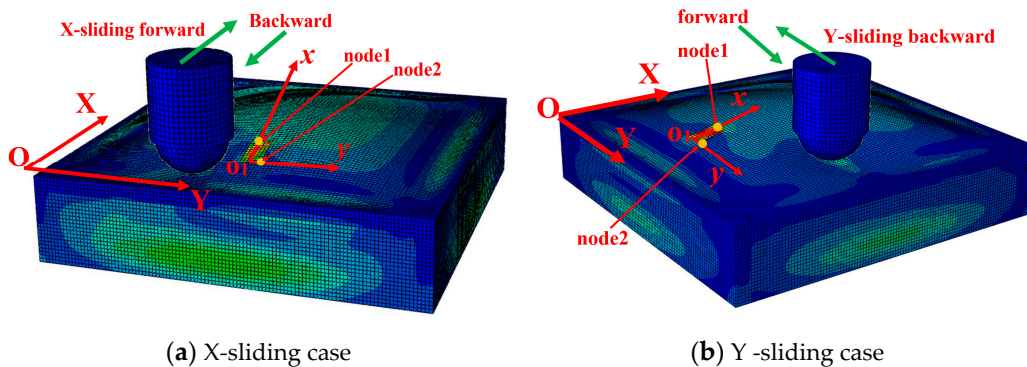 X-sliding forward
Backward
x
node1
node2
X
O
O1
y
Y
(a) X-sliding case
forward
Y-sliding backward
node1
X
x
O
O1
Y
y
node2
(b) Y -sliding case